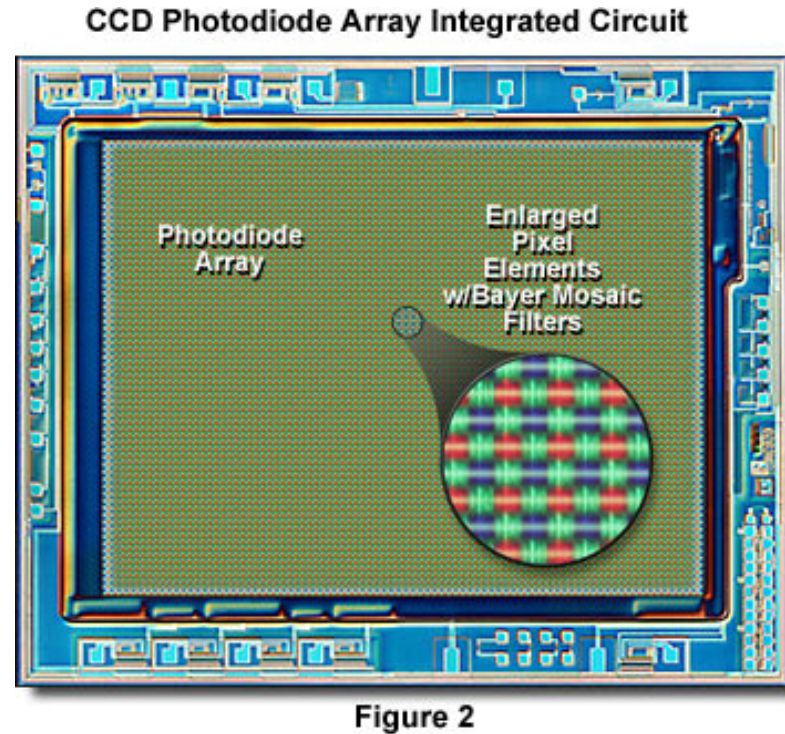 CCD Photodiode Array Integrated Circuit
Photodiode
Array
Enlarged
Pixel
Elements
w/Bayer Mosaic
Filters
Figure 2